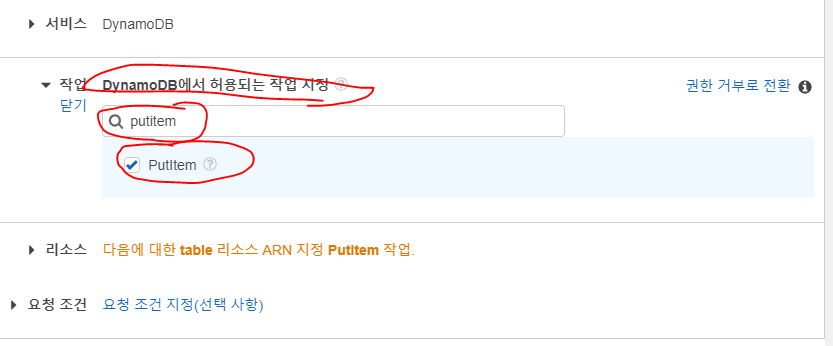 서비스 DynamoDB
작업 DynamoDB에서 허용되는 작업 지정
권한 거부로 전환
닫기
putitem
PutItem
리소스 다음에 대한 table 리소스 ARN 지정 PutItem 작업.
요청 조건 요청 조건 지정(선택 사항)